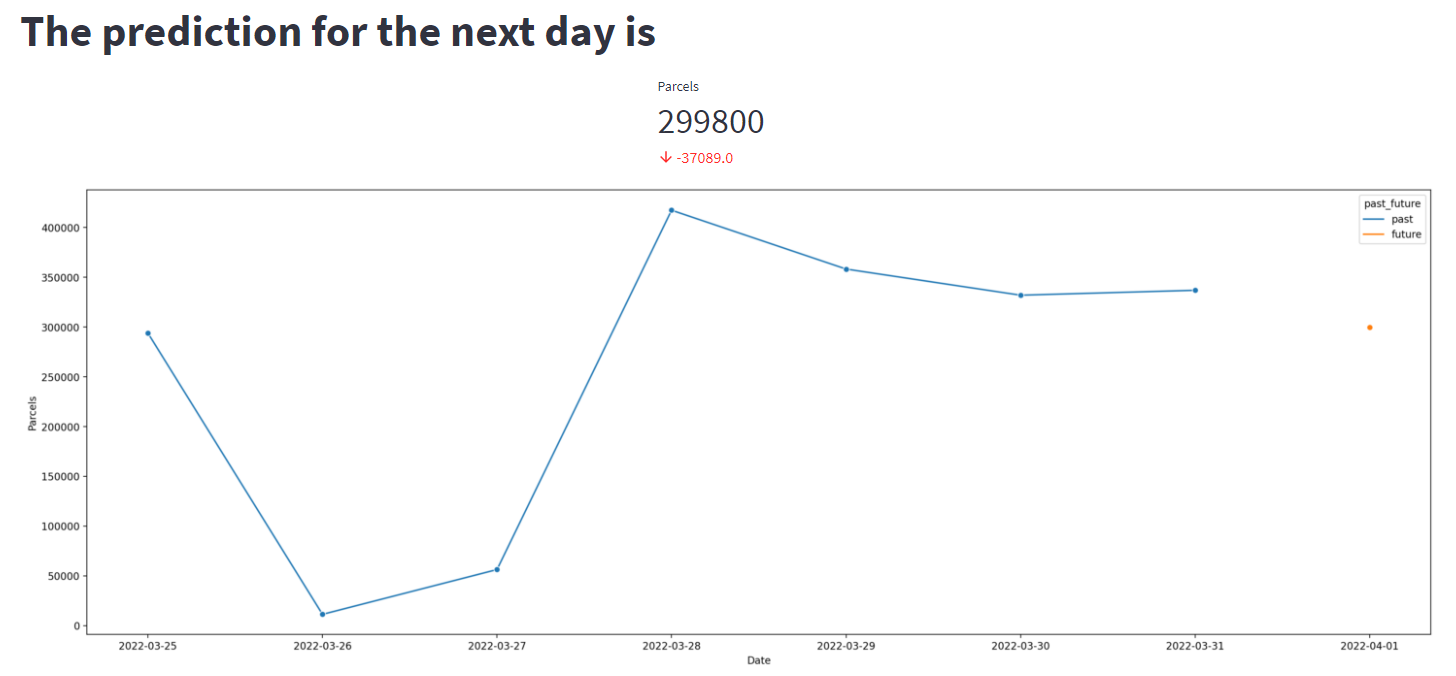 The prediction for the next day is
Parcels
299800
↓ -37089.0
past_future
past
future
400000
350000
300000
250000
200000
150000
100000
50000
0
Parcels
2022-03-25 2022-03-26 2022-03-27 2022-03-28 2022-03-29 2022-03-30 2022-03-31 2022-04-01
Date